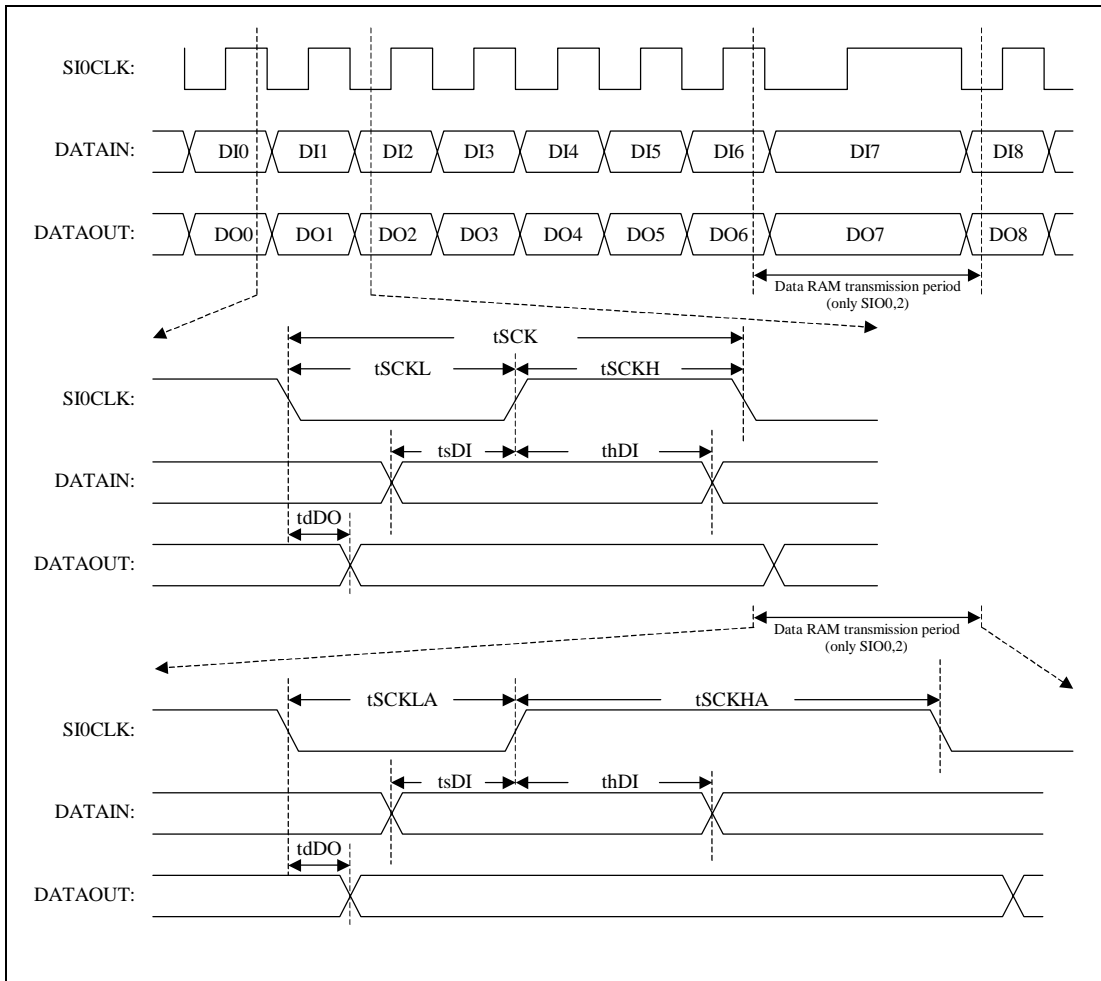 SI0CLK:
DATAIN: DI0 DI1 DI2 DI3 DI4 DI5 DI6 DI7 DI8
DATAOUT: DO0 DO1 DO2 DO3 DO4 DO5 DO6 DO7 DO8
Data RAM transmission period
(only SIO0,2)
tSCK
tSCKL tSCKH
SI0CLK:
tsDI thDI
DATAIN:
tdDO
DATAOUT:
Data RAM transmission period
(only SIO0,2)
tSCKLA tSCKHA
SI0CLK:
tsDI thDI
DATAIN:
tdDO
DATAOUT: